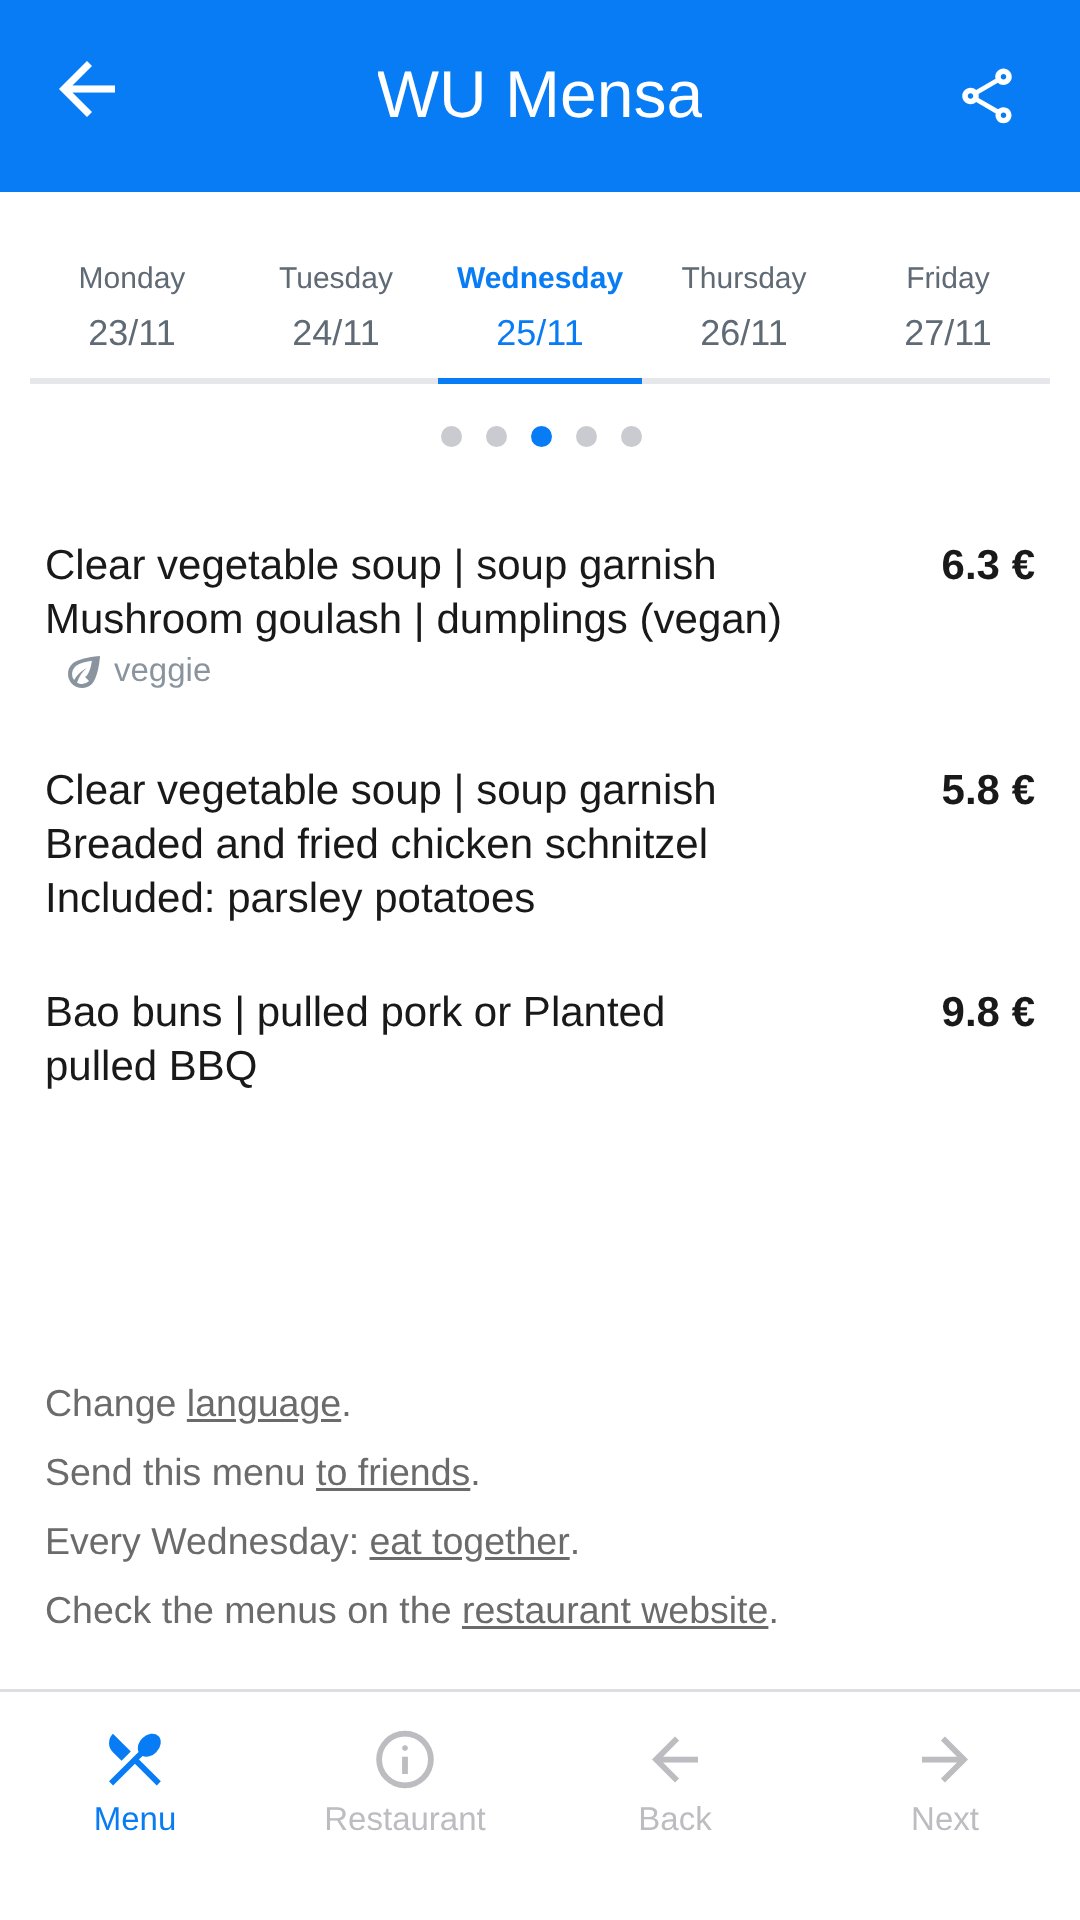 WU Mensa
Monday Tuesday Wednesday Thursday Friday
23/11 24/11 25/11 26/11 27/11
Clear vegetable soup | soup garnish 6.3 €
Mushroom goulash | dumplings (vegan)
veggie
Clear vegetable soup | soup garnish 5.8 €
Breaded and fried chicken schnitzel
Included: parsley potatoes
Bao buns | pulled pork or Planted 9.8 €
pulled BBQ
Change language.
Send this menu to friends.
Every Wednesday: eat together.
Check the menus on the restaurant website.
Menu Restaurant Back Next